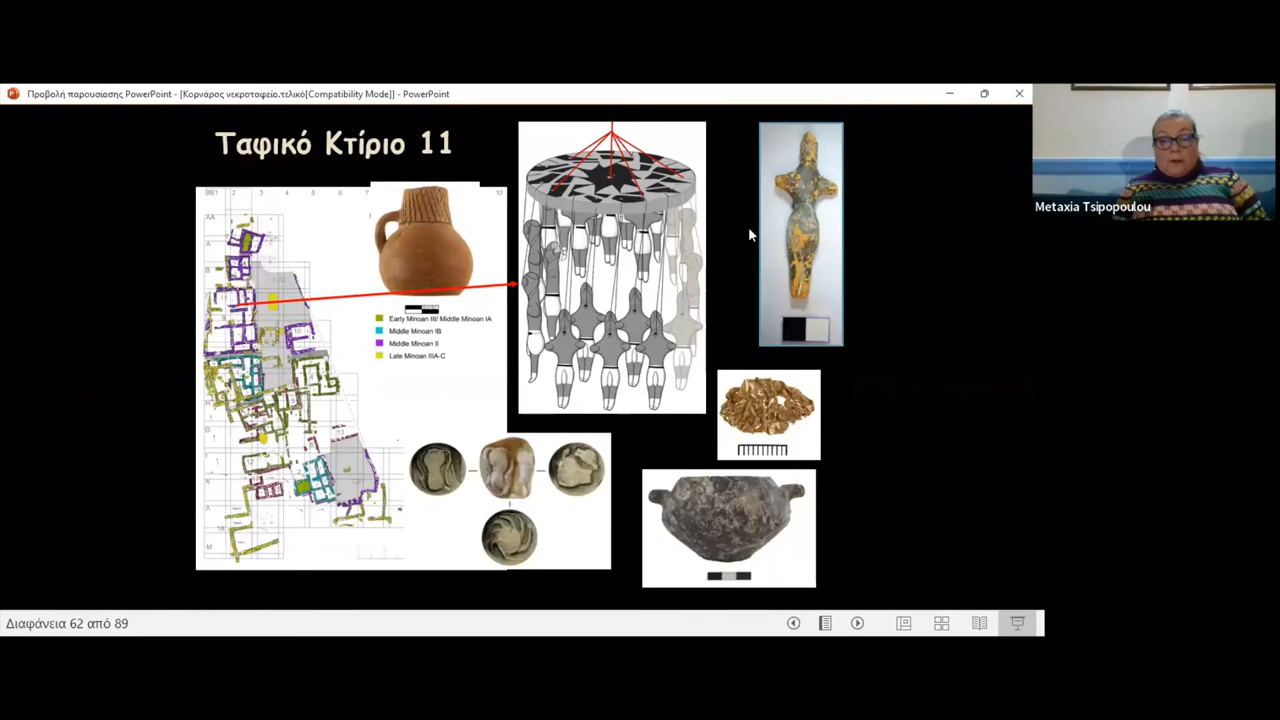 Προβολή παρουσίασης PowerPoint - [Κορνάρος νεκροταφείο.τελικό[Compatibility Mode]] - PowerPoint
Ταφικό Κτίριο 11
Metaxia Tsipopoulou
Early Minoan III/ Middle Minoan IA
Middle Minoan IB
Middle Minoan II
Late Minoan IIIA-C
Διαφάνεια 62 από 89